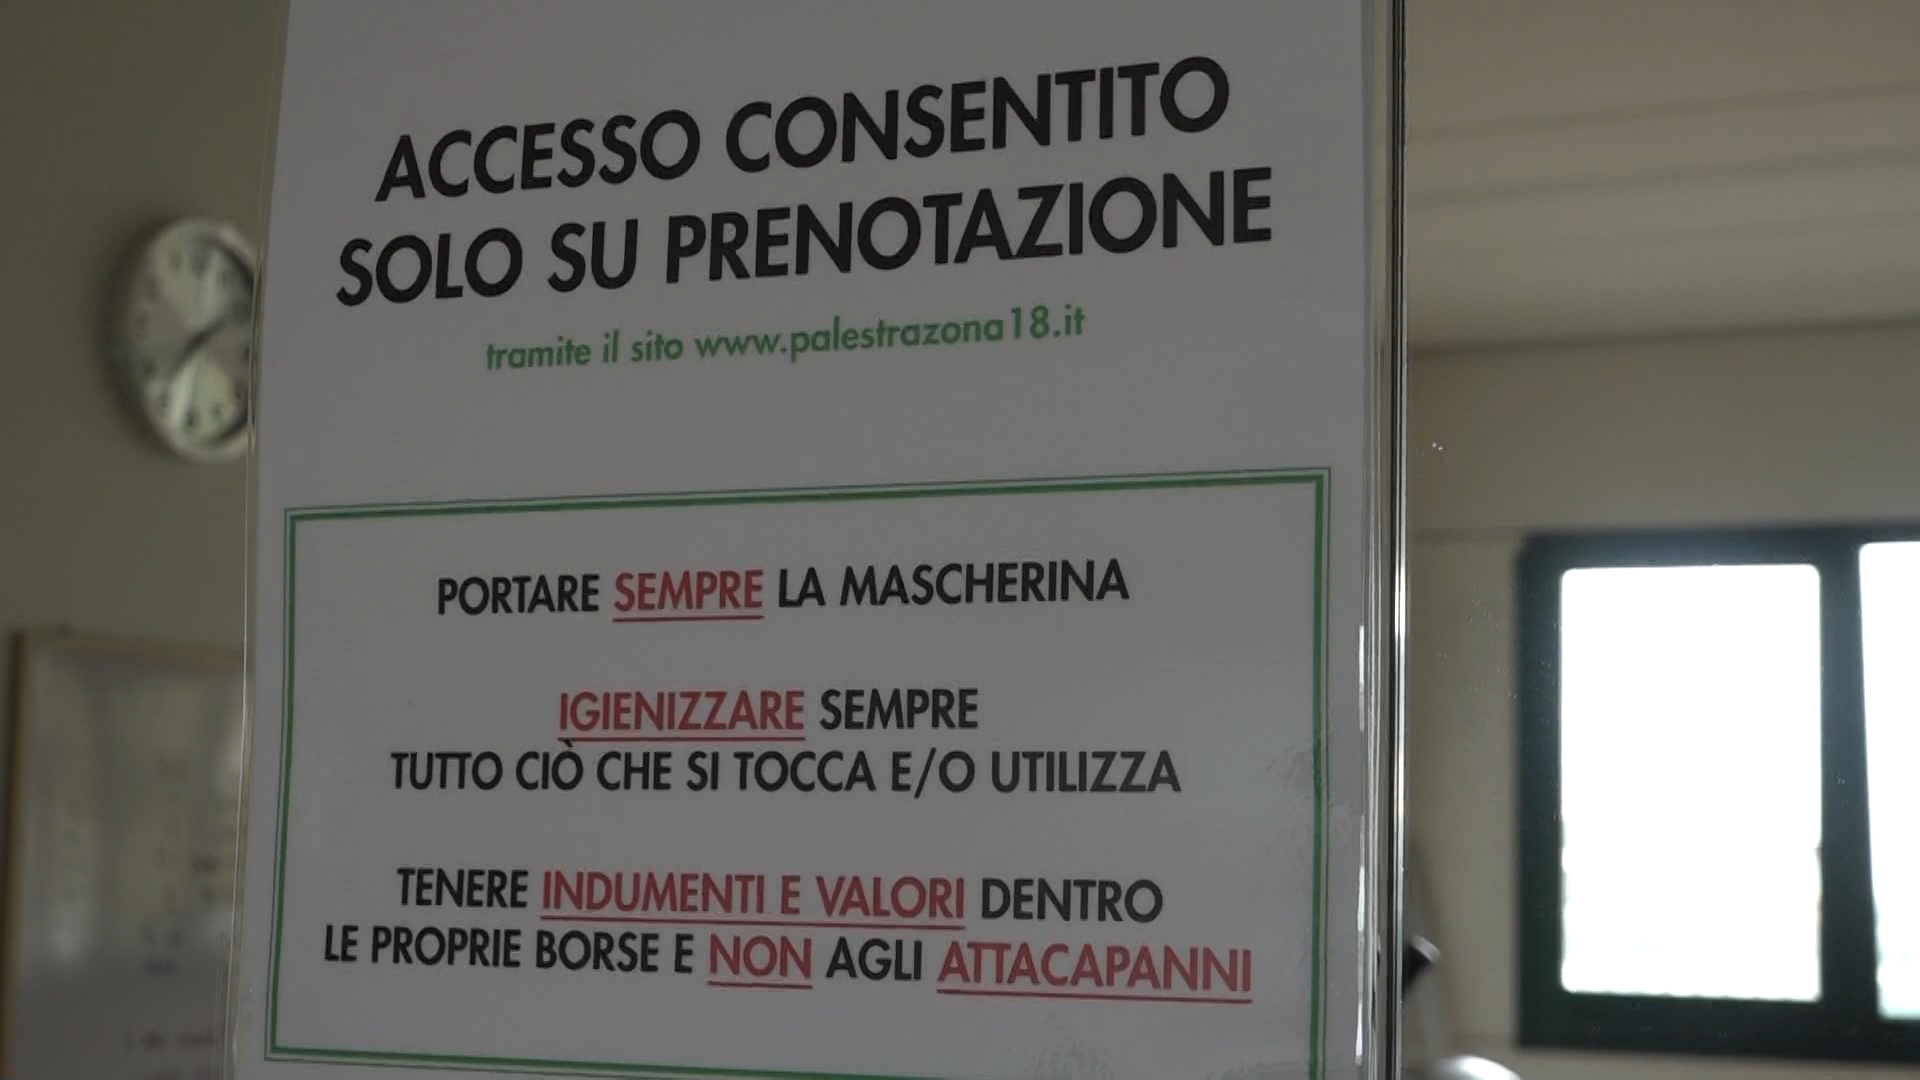 ACCESSO CONSENTITO
SOLO SU PRENOTAZIONE
tramite il sito www.palestrazona18.it
PORTARE SEMPRE LA MASCHERINA
IGIENIZZARE SEMPRE
TUTTO CIÒ CHE SI TOCCA E/O UTILIZZA
TENERE INDUMENTI E VALORI DENTRO
LE PROPRIE BORSE E NON AGLI ATTACAPANNI